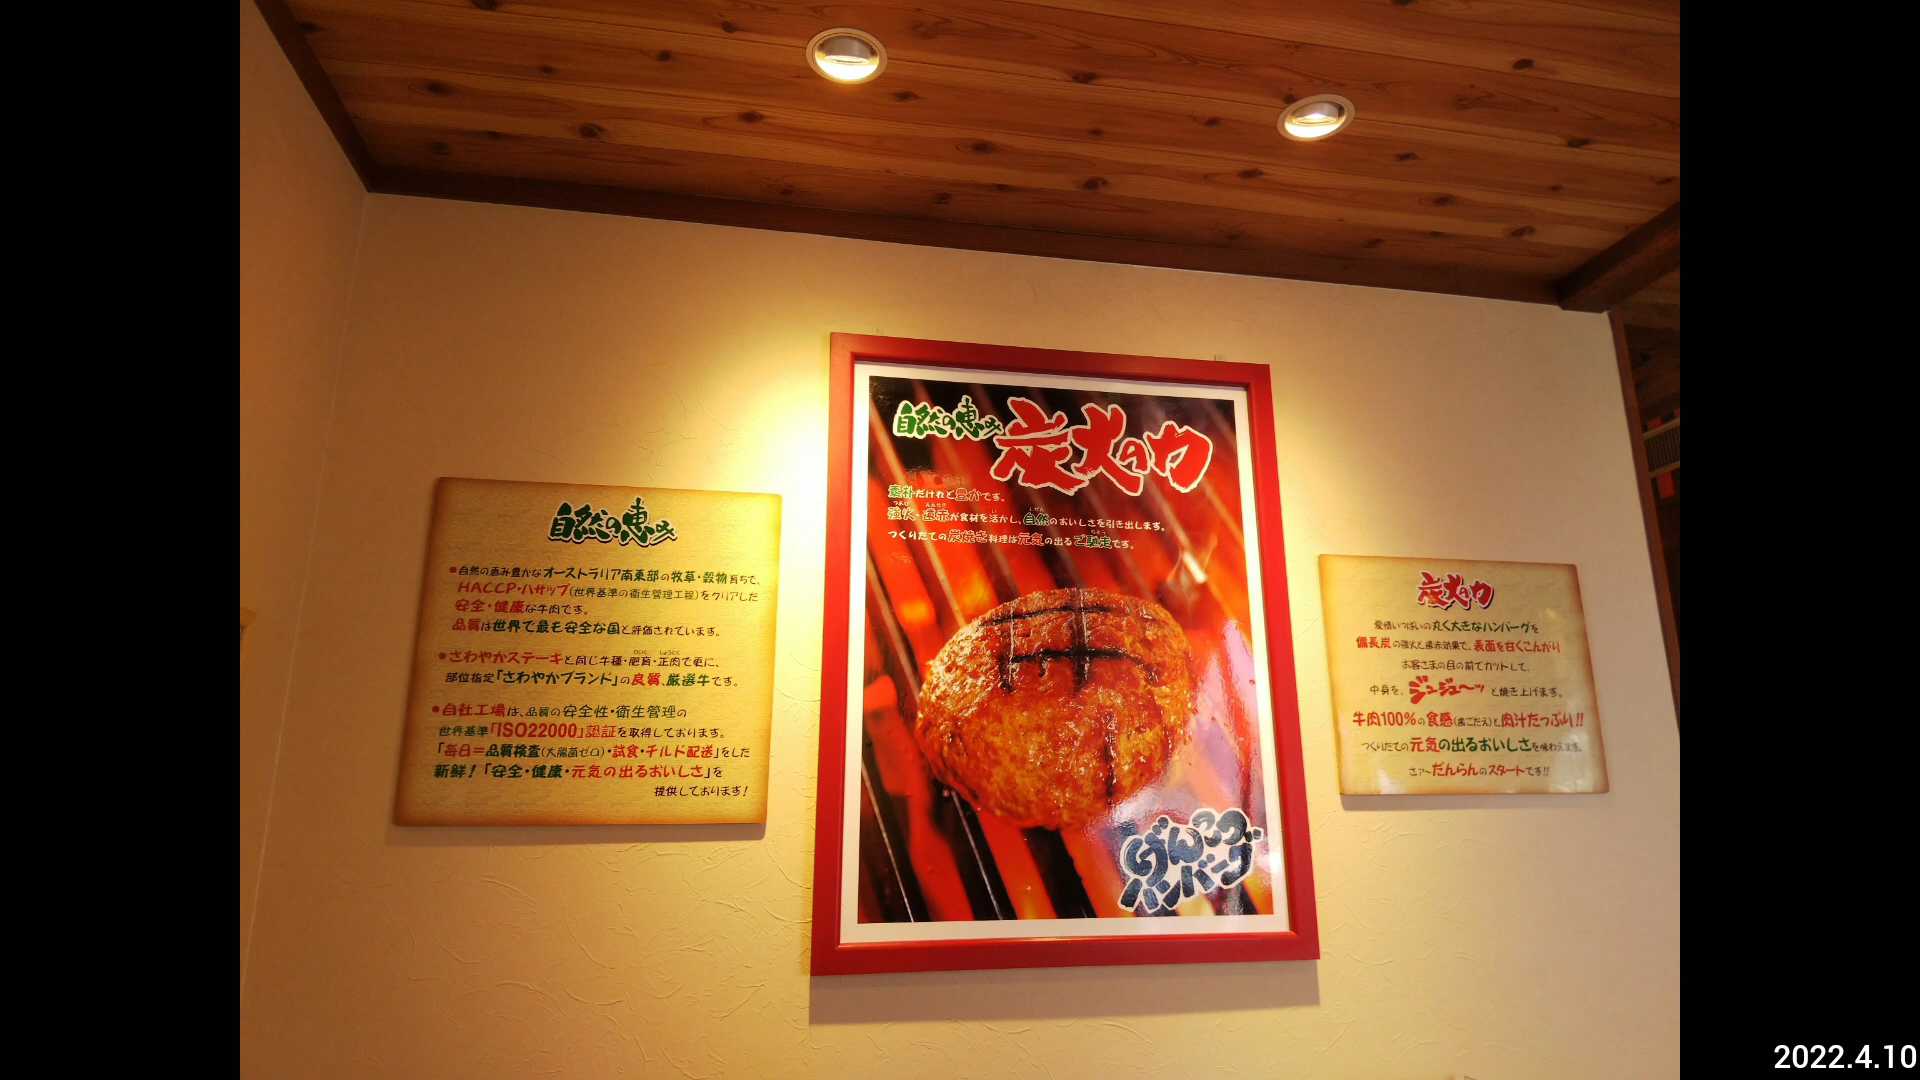 自然の恵み
●自然の恵み豊かなオーストラリア南東部の牧草・穀物育ちで、
HACCP・ハサップ(世界基準の衛生管理工程)をクリアした
安全・健康な牛肉です。
品質は世界で最も安全な国と評価されています。
●さわやかステーキと同じ牛種・肥育・正肉で更に、
部位指定「さわやかブランド」の良質、厳選牛です。
●自社工場は、品質の安全性・衛生管理の
世界基準「ISO22000」認証を取得しております。
「毎日=品質検査(大腸菌ゼロ)・試食・チルド配送」をした
新鮮!「安全・健康・元気の出るおいしさ」を
提供しております!
自然の恵み 炭火の力
素朴だけれど豊かです。
強火・遠赤が食材を活かし、自然のおいしさを引き出します。
つくりたての炭焼き料理は元気の出るご馳走です。
げんこつ
ハンバーグ
炭火の力
愛情いっぱいの丸く大きなハンバーグを
備長炭の強火と遠赤効果で、表面を甘くこんがり
お客さまの目の前でカットして、
中身を、ジュジュ〜ッと焼き上げます。
牛肉100%の食感(歯ごたえ)と肉汁たっぷり!!
つくりたての元気の出るおいしさを味わえます。
さァ〜だんらんのスタートです!!
2022.4.10